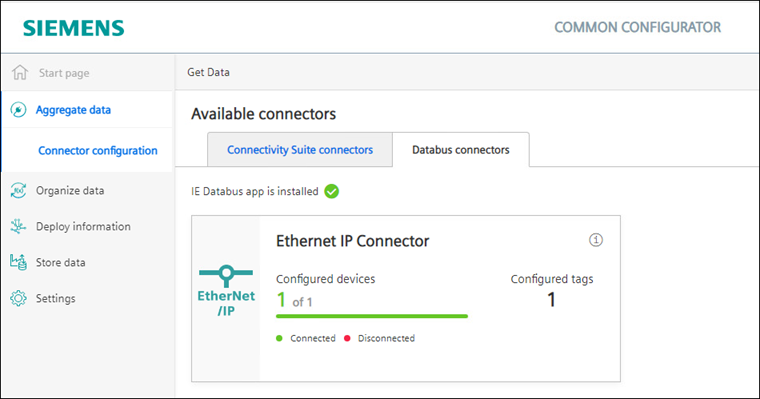 SIEMENS
COMMON CONFIGURATOR
Start page
Get Data
Aggregate data
Connector configuration
Organize data
Deploy information
Store data
Settings
Available connectors
Connectivity Suite connectors
Databus connectors
IE Databus app is installed
EtherNet
/IP
Ethernet IP Connector
Configured devices
1 of 1
Configured tags
1
Connected
Disconnected